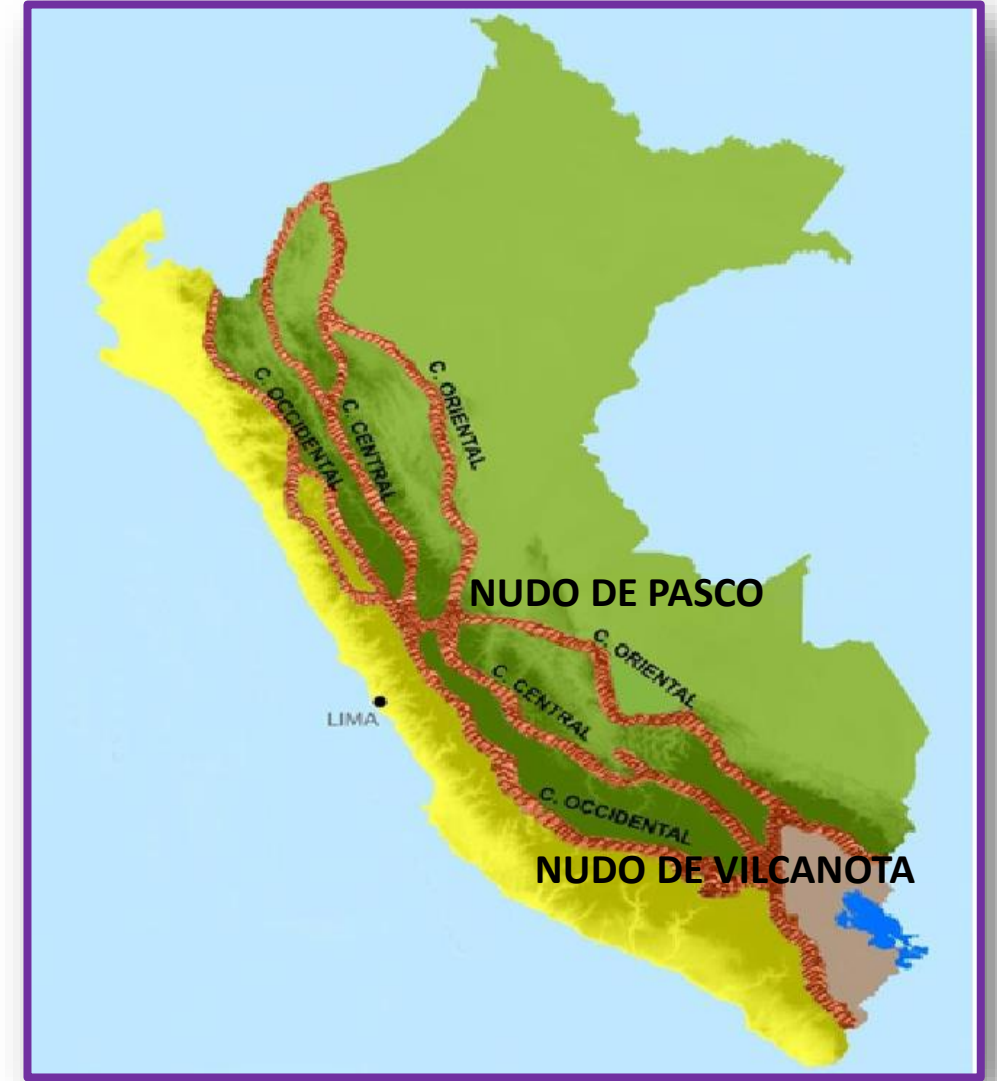 C. ORIENTAL
C. OCCIDENTAL
C. CENTRAL
NUDO DE PASCO
C. ORIENTAL
C. CENTRAL
LIMA
C. OCCIDENTAL
NUDO DE VILCANOTA